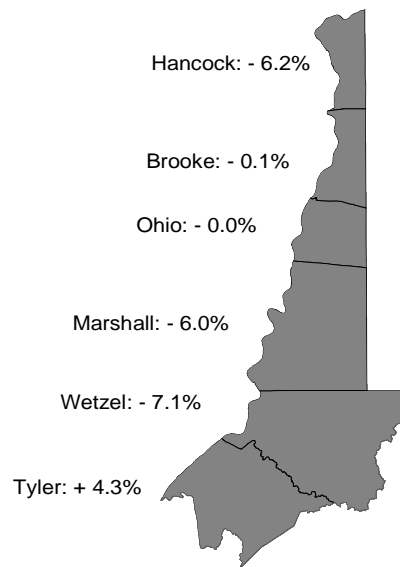 Hancock: - 6.2%
Brooke: - 0.1%
Ohio: - 0.0%
Marshall: - 6.0%
Wetzel: - 7.1%
Tyler: + 4.3%